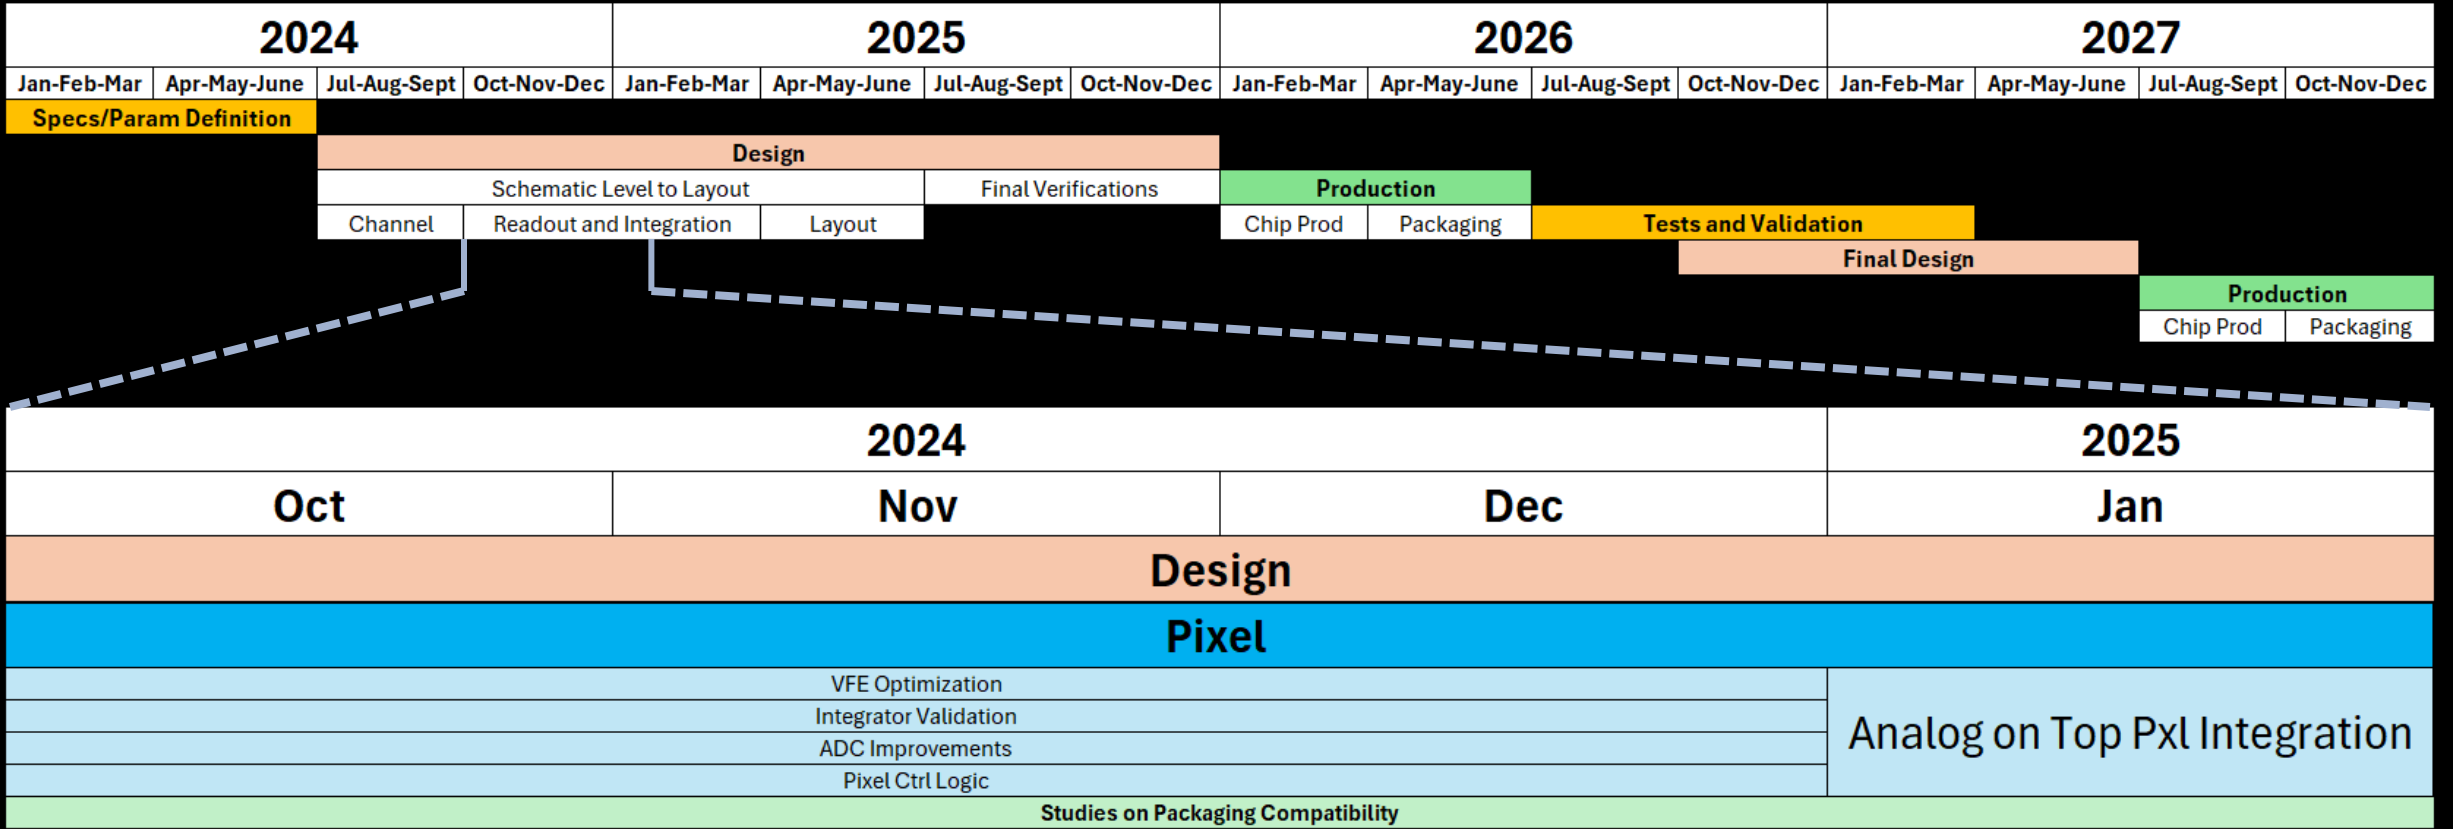 2024 2025 2026 2027
Jan-Feb-Mar Apr-May-June Jul-Aug-Sept Oct-Nov-Dec Jan-Feb-Mar Apr-May-June Jul-Aug-Sept Oct-Nov-Dec Jan-Feb-Mar Apr-May-June Jul-Aug-Sept Oct-Nov-Dec Jan-Feb-Mar Apr-May-June Jul-Aug-Sept Oct-Nov-Dec
Specs/Param Definition
Design
Schematic Level to Layout Final Verifications Production
Channel Readout and Integration Layout Chip Prod Packaging Tests and Validation
Final Design
Production
Chip Prod Packaging
2024 2025
Oct Nov Dec Jan
Design
Pixel
VFE Optimization
Integrator Validation
ADC Improvements
Pixel Ctrl Logic
Analog on Top Pxl Integration
Studies on Packaging Compatibility